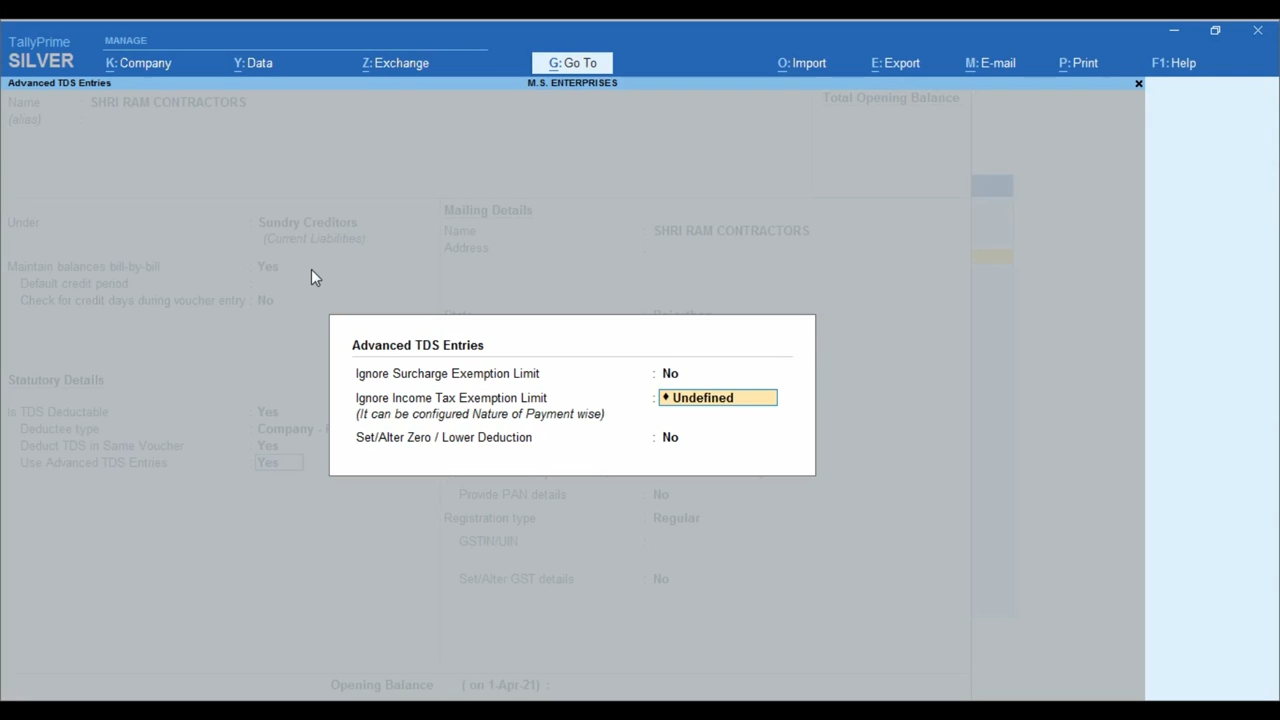 TallyPrime
SILVER
MANAGE
K: Company
Y: Data
Z: Exchange
G: Go To
O: Import
E: Export
M: E-mail
P: Print
F1: Help
Advanced TDS Entries
M.S. ENTERPRISES
Name SHRI RAM CONTRACTORS
(alias)
Total Opening Balance
Under : Sundry Creditors
(Current Liabilities)
Maintain balances bill-by-bill : Yes
Default credit period :
Check for credit days during voucher entry : No
Statutory Details
Is TDS Deductable : Yes
Deductee type : Company -
Deduct TDS in Same Voucher : Yes
Use Advanced TDS Entries : Yes
Mailing Details
Name : SHRI RAM CONTRACTORS
Address :
Advanced TDS Entries
Ignore Surcharge Exemption Limit : No
Ignore Income Tax Exemption Limit : ♦ Undefined
(It can be configured Nature of Payment wise)
Set/Alter Zero / Lower Deduction : No
Provide PAN details : No
Registration type : Regular
GSTIN/UIN :
Set/Alter GST details : No
Opening Balance ( on 1-Apr-21) :